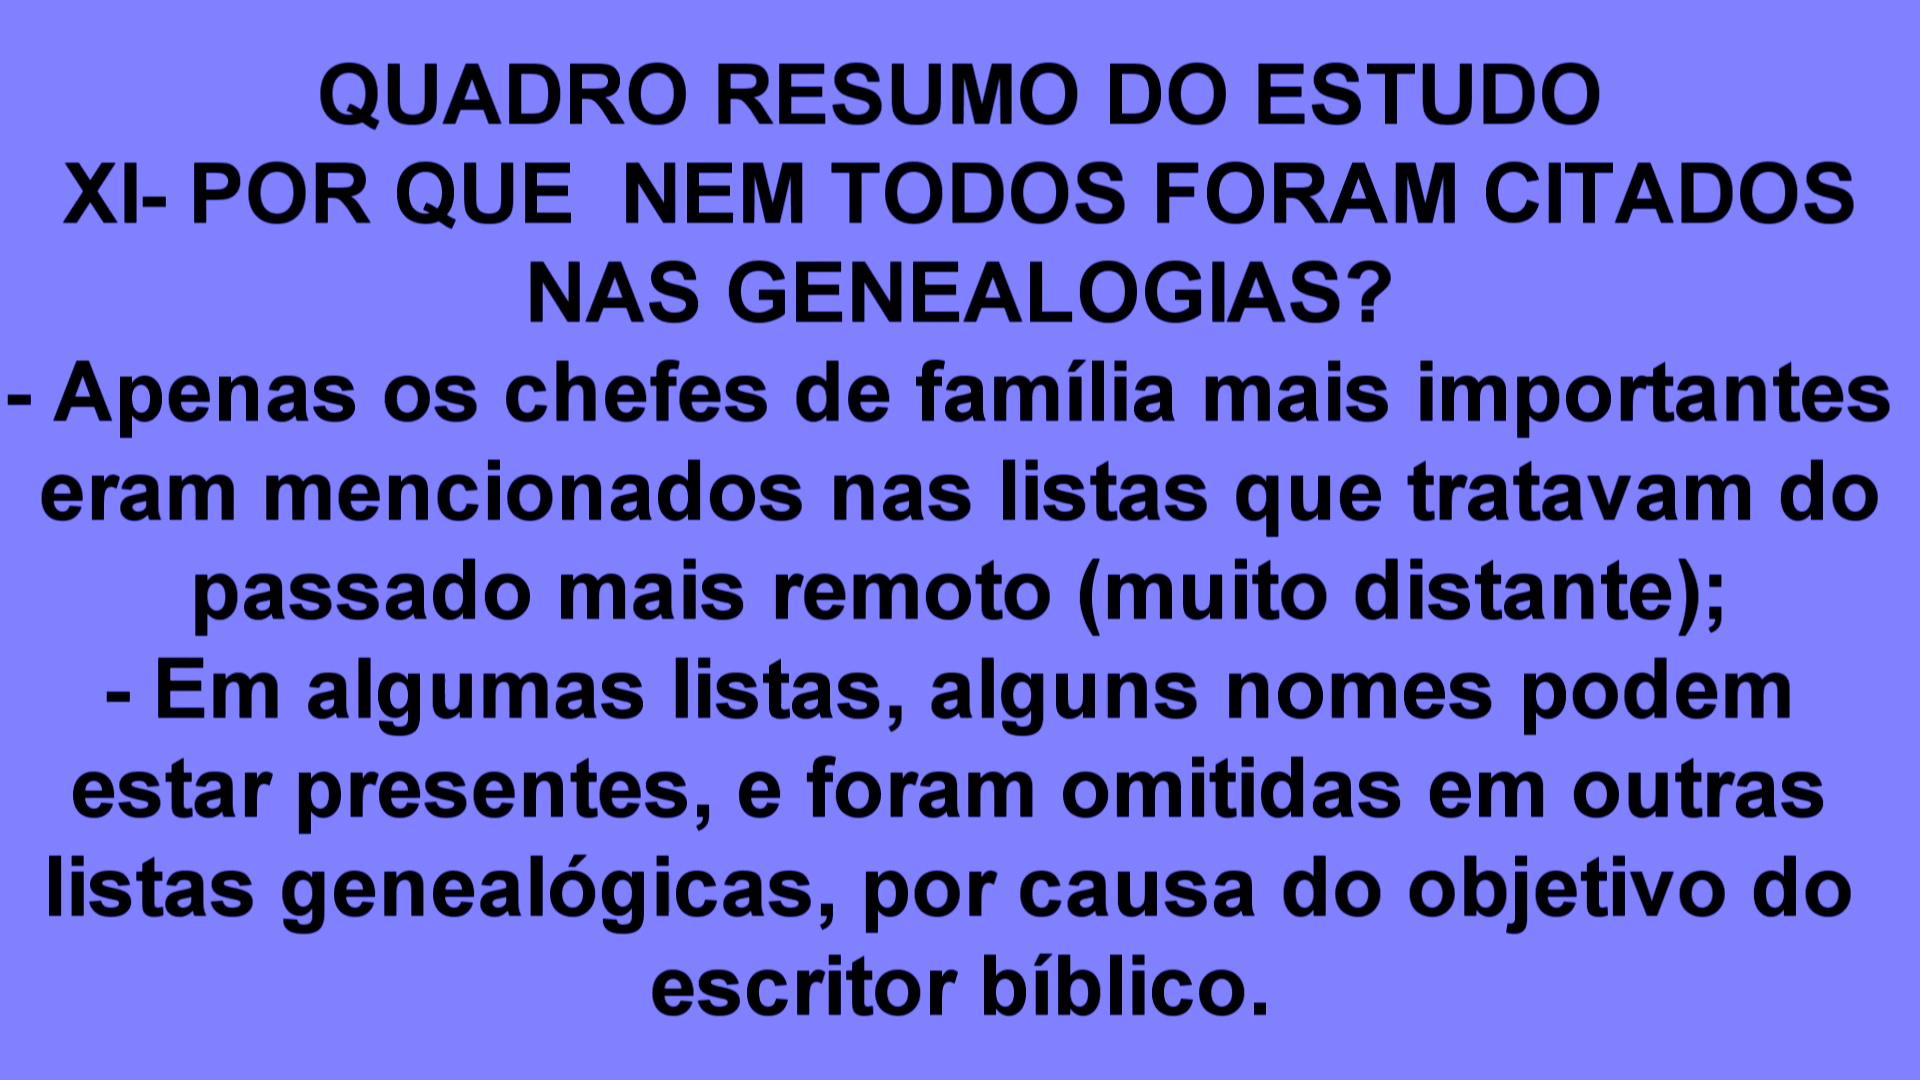 QUADRO RESUMO DO ESTUDO
XI- POR QUE  NEM TODOS FORAM CITADOS
NAS GENEALOGIAS?
- Apenas os chefes de família mais importantes
eram mencionados nas listas que tratavam do
passado mais remoto (muito distante);
- Em algumas listas, alguns nomes podem
estar presentes, e foram omitidas em outras
listas genealógicas, por causa do objetivo do
escritor bíblico.